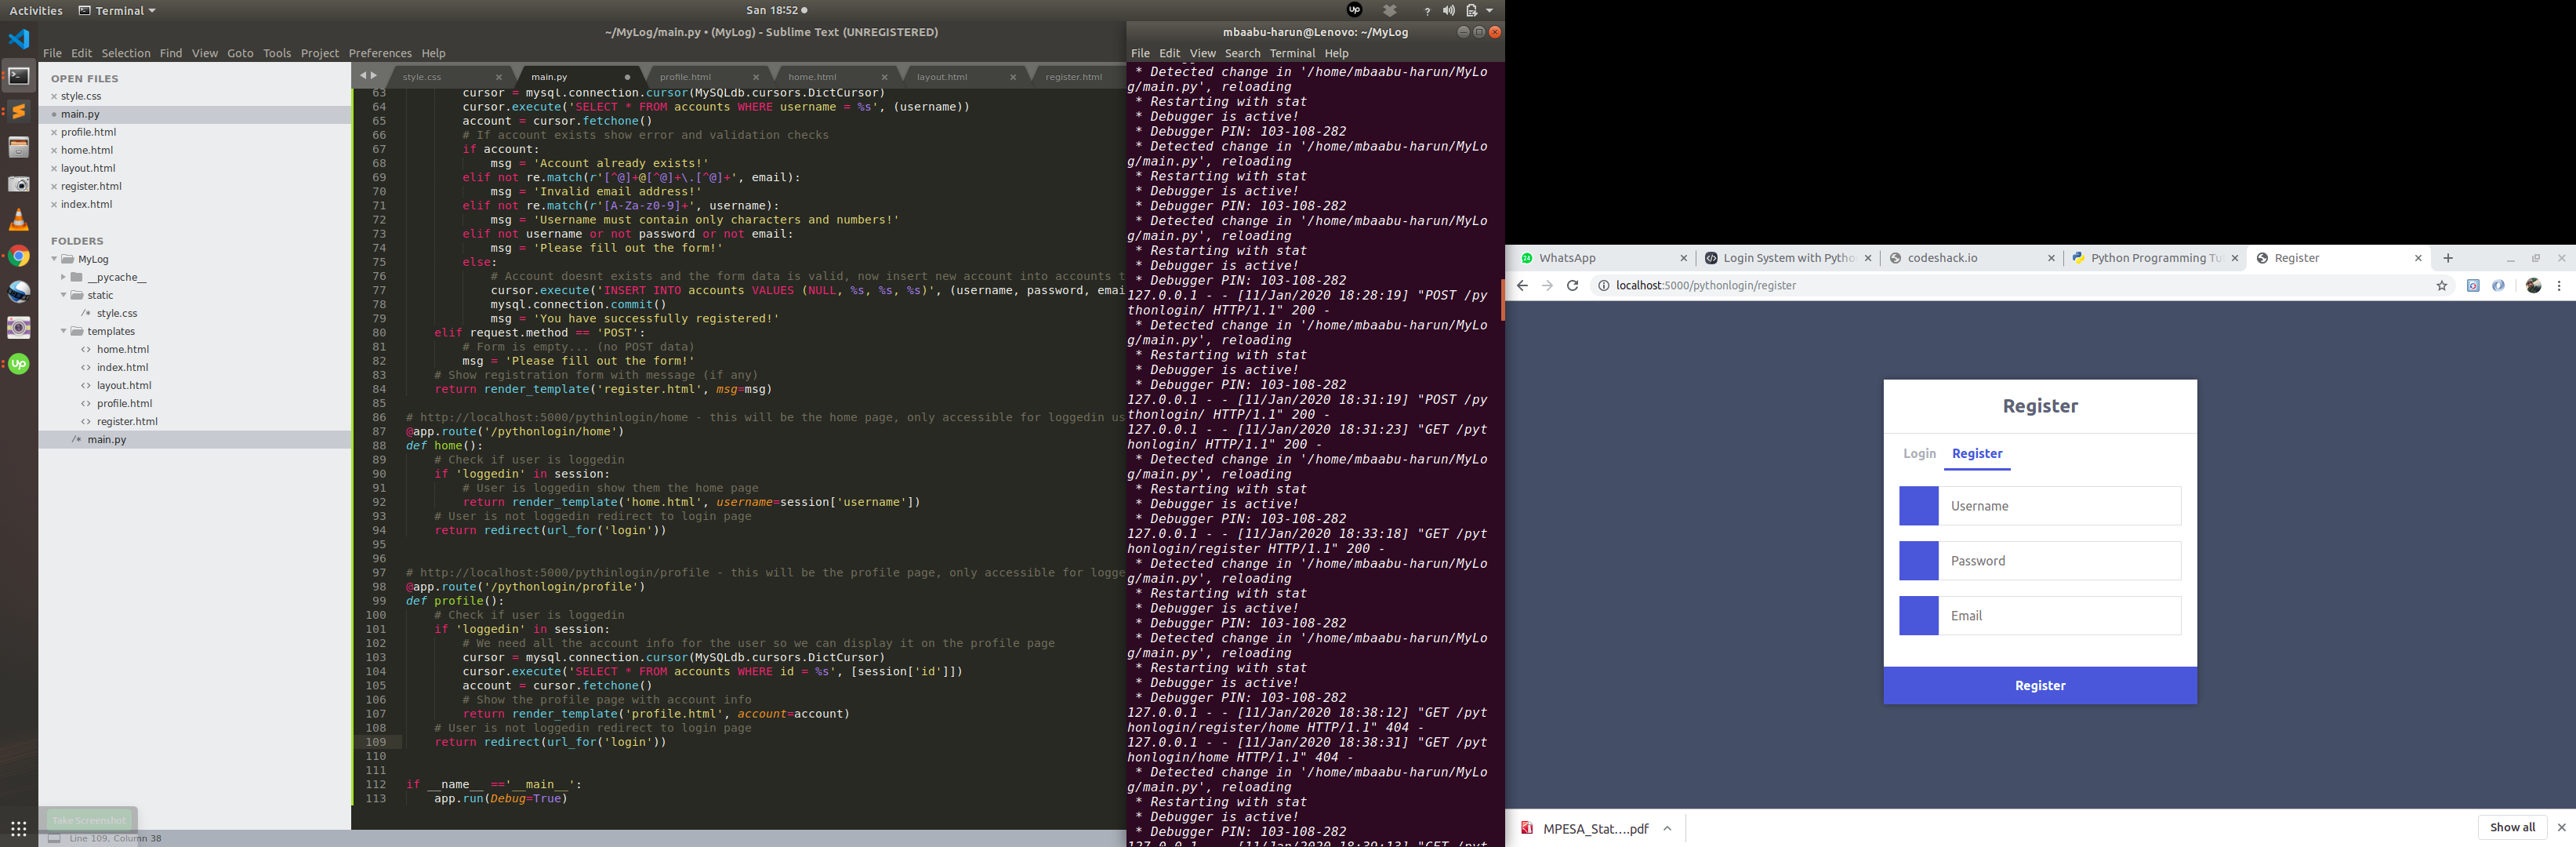 Activities
Terminal
San 18:52
Up
~/MyLog/main.py • (MyLog) - Sublime Text (UNREGISTERED)
File Edit Selection Find View Goto Tools Project Preferences Help
OPEN FILES
style.css
main.py
profile.html
home.html
layout.html
register.html
index.html
FOLDERS
MyLog
__pycache__
static
/* style.css
templates
<> home.html
<> index.html
<> layout.html
<> profile.html
<> register.html
/* main.py
Take Screenshot
Line 109, Column 38
style.css
main.py
profile.html
home.html
layout.html
register.html
63 cursor = mysql.connection.cursor(MySQLdb.cursors.DictCursor)
64 cursor.execute('SELECT * FROM accounts WHERE username = %s', (username))
65 account = cursor.fetchone()
66 # If account exists show error and validation checks
67 if account:
68 msg = 'Account already exists!'
69 elif not re.match(r'[^@]+@[^@]+\.[^@]+', email):
70 msg = 'Invalid email address!'
71 elif not re.match(r'[A-Za-z0-9]+', username):
72 msg = 'Username must contain only characters and numbers!'
73 elif not username or not password or not email:
74 msg = 'Please fill out the form!'
75 else:
76 # Account doesnt exists and the form data is valid, now insert new account into accounts t
77 cursor.execute('INSERT INTO accounts VALUES (NULL, %s, %s, %s)', (username, password, emai
78 mysql.connection.commit()
79 msg = 'You have successfully registered!'
80 elif request.method == 'POST':
81 # Form is empty... (no POST data)
82 msg = 'Please fill out the form!'
83 # Show registration form with message (if any)
84 return render_template('register.html', msg=msg)
85
86 # http://localhost:5000/pythinlogin/home - this will be the home page, only accessible for loggedin us
87 @app.route('/pythonlogin/home')
88 def home():
89 # Check if user is loggedin
90 if 'loggedin' in session:
91 # User is loggedin show them the home page
92 return render_template('home.html', username=session['username'])
93 # User is not loggedin redirect to login page
94 return redirect(url_for('login'))
95
96
97 # http://localhost:5000/pythinlogin/profile - this will be the profile page, only accessible for logge
98 @app.route('/pythonlogin/profile')
99 def profile():
100 # Check if user is loggedin
101 if 'loggedin' in session:
102 # We need all the account info for the user so we can display it on the profile page
103 cursor = mysql.connection.cursor(MySQLdb.cursors.DictCursor)
104 cursor.execute('SELECT * FROM accounts WHERE id = %s', [session['id']])
105 account = cursor.fetchone()
106 # Show the profile page with account info
107 return render_template('profile.html', account=account)
108 # User is not loggedin redirect to login page
109 return redirect(url_for('login'))
110
111
112 if __name__ =='__main__':
113 app.run(Debug=True)
mbaabu-harun@Lenovo: ~/MyLog
File Edit View Search Terminal Help
* Detected change in '/home/mbaabu-harun/MyLo
g/main.py', reloading
* Restarting with stat
* Debugger is active!
* Debugger PIN: 103-108-282
* Detected change in '/home/mbaabu-harun/MyLo
g/main.py', reloading
* Restarting with stat
* Debugger is active!
* Debugger PIN: 103-108-282
* Detected change in '/home/mbaabu-harun/MyLo
g/main.py', reloading
* Restarting with stat
* Debugger is active!
* Debugger PIN: 103-108-282
127.0.0.1 - - [11/Jan/2020 18:28:19] "POST /py
thonlogin/ HTTP/1.1" 200 -
* Detected change in '/home/mbaabu-harun/MyLo
g/main.py', reloading
* Restarting with stat
* Debugger is active!
* Debugger PIN: 103-108-282
127.0.0.1 - - [11/Jan/2020 18:31:19] "POST /py
thonlogin/ HTTP/1.1" 200 -
127.0.0.1 - - [11/Jan/2020 18:31:23] "GET /pyt
honlogin/ HTTP/1.1" 200 -
* Detected change in '/home/mbaabu-harun/MyLo
g/main.py', reloading
* Restarting with stat
* Debugger is active!
* Debugger PIN: 103-108-282
127.0.0.1 - - [11/Jan/2020 18:33:18] "GET /pyt
honlogin/register HTTP/1.1" 200 -
* Detected change in '/home/mbaabu-harun/MyLo
g/main.py', reloading
* Restarting with stat
* Debugger is active!
* Debugger PIN: 103-108-282
* Detected change in '/home/mbaabu-harun/MyLo
g/main.py', reloading
* Restarting with stat
* Debugger is active!
* Debugger PIN: 103-108-282
127.0.0.1 - - [11/Jan/2020 18:38:12] "GET /pyt
honlogin/register/home HTTP/1.1" 404 -
127.0.0.1 - - [11/Jan/2020 18:38:31] "GET /pyt
honlogin/home HTTP/1.1" 404 -
* Detected change in '/home/mbaabu-harun/MyLo
g/main.py', reloading
* Restarting with stat
* Debugger is active!
* Debugger PIN: 103-108-282
127.0.0.1 - - [11/Jan/2020 18:39:13] "GET /pyt
WhatsApp
Login System with Pytho
codeshack.io
Python Programming Tu
Register
localhost:5000/pythonlogin/register
Register
Login Register
Username
Password
Email
Register
MPESA_Stat....pdf
Show all